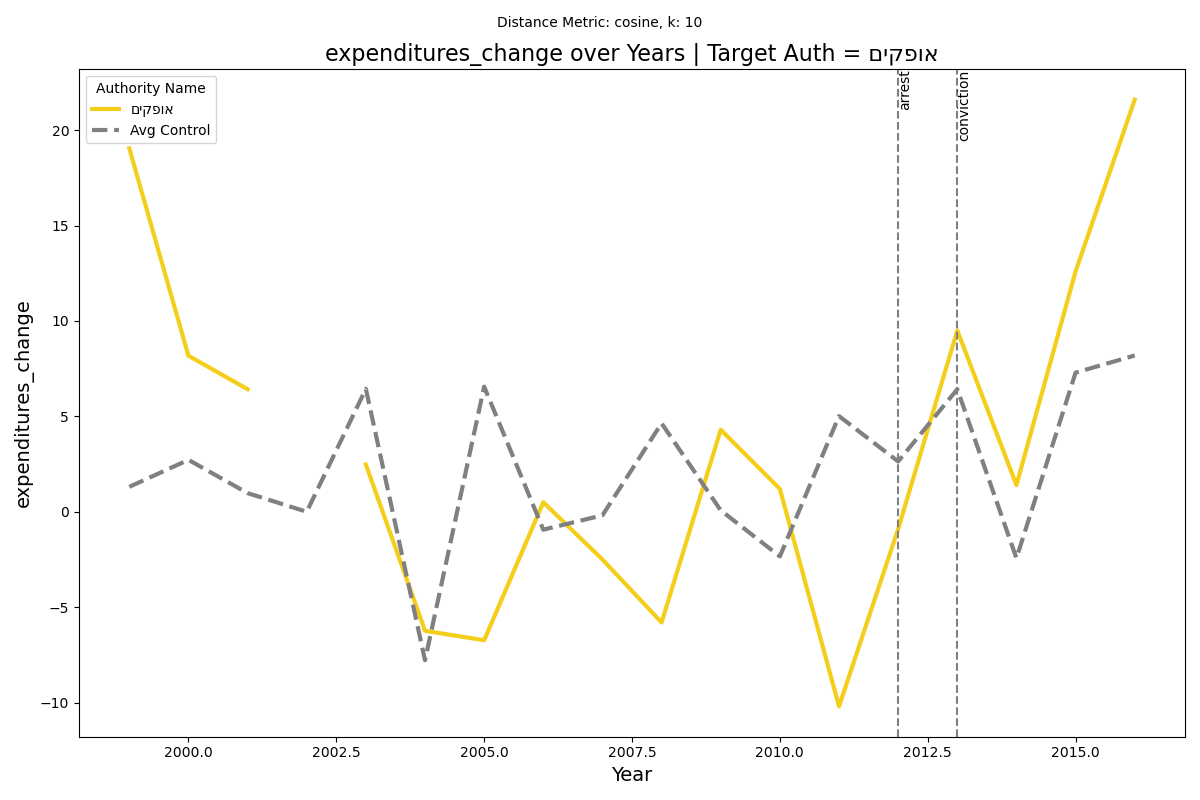 Distance Metric: cosine, k: 10
expenditures_change over Years | Target Auth = אופקים
Authority Name
אופקים
Avg Control
arrest
conviction
20
15
10
5
0
−5
−10
expenditures_change
2000.0
2002.5
2005.0
2007.5
2010.0
2012.5
2015.0
Year